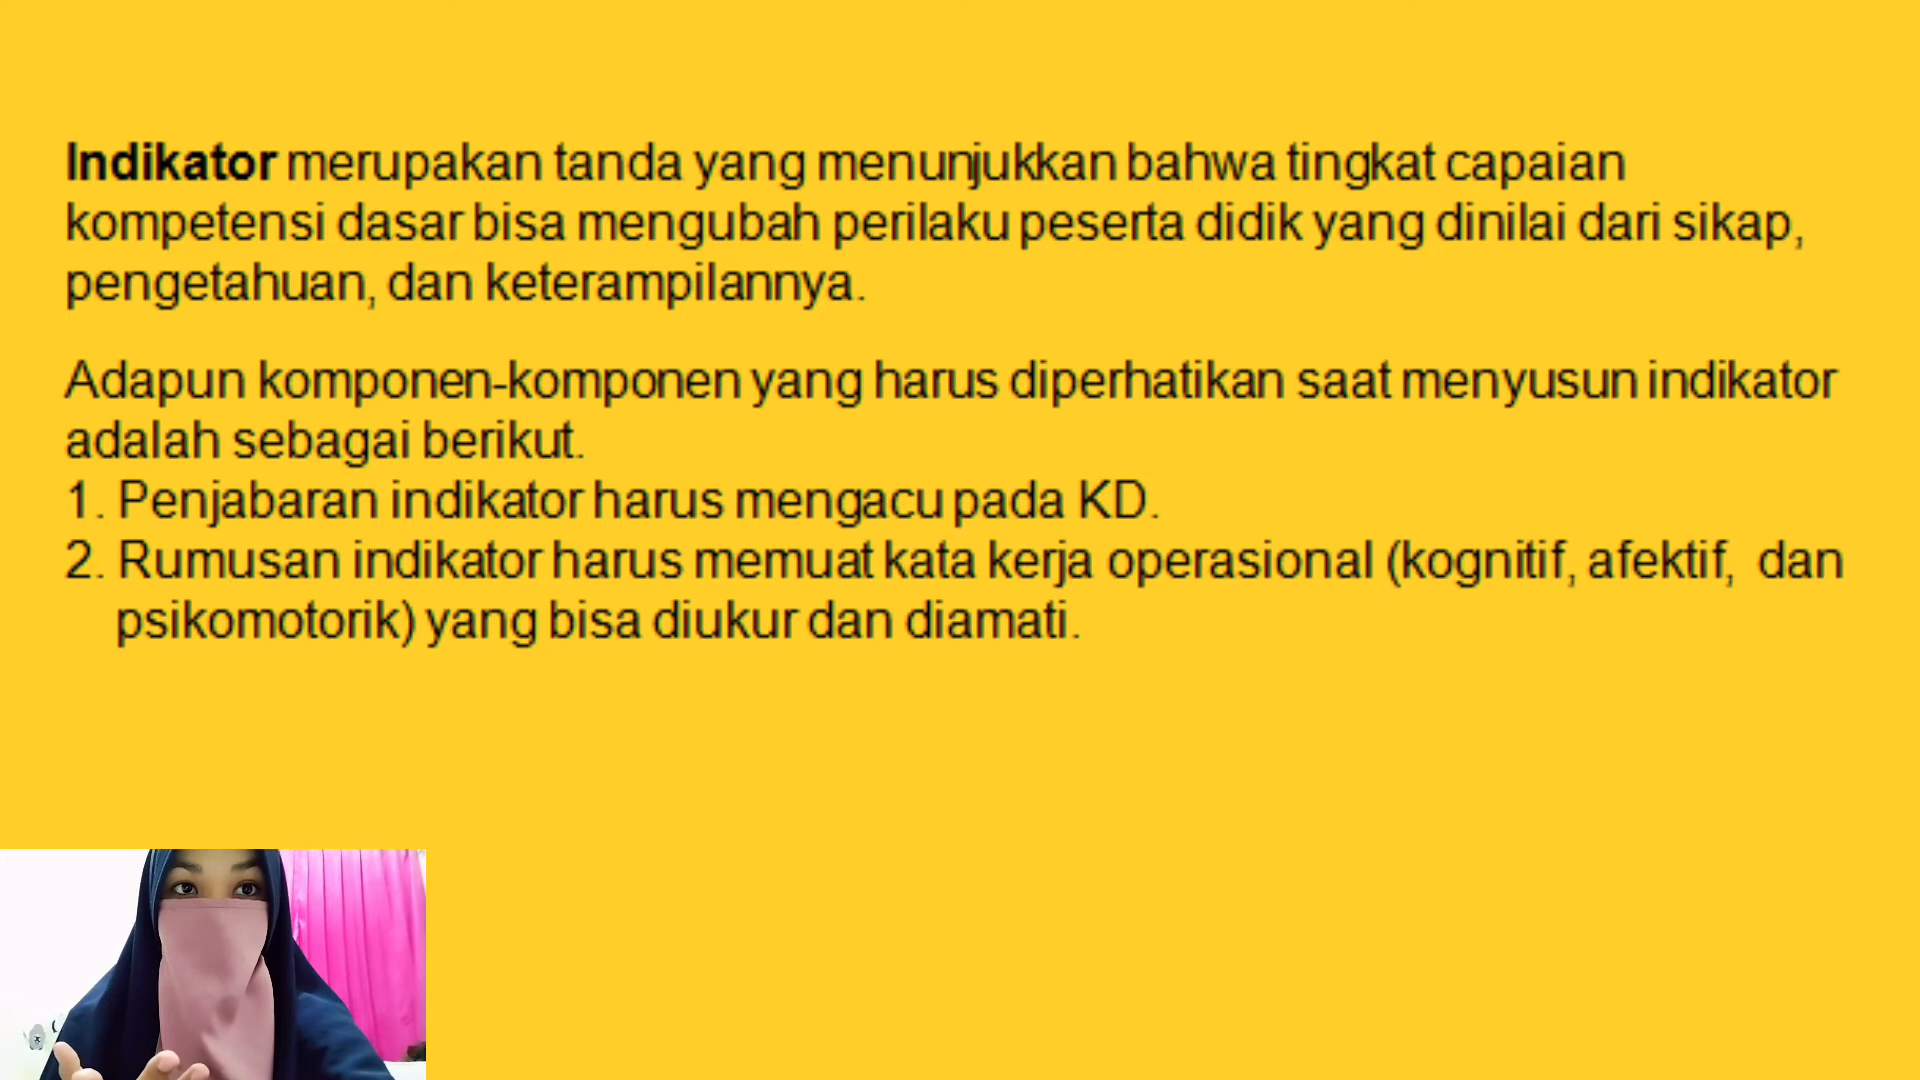 Indikator merupakan tanda yang menunjukkan bahwa tingkat capaian
kompetensi dasar bisa mengubah perilaku peserta didik yang dinilai dari sikap,
pengetahuan, dan keterampilannya.
Adapun komponen-komponen yang harus diperhatikan saat menyusun indikator
adalah sebagai berikut.
1. Penjabaran indikator harus mengacu pada KD.
2. Rumusan indikator harus memuat kata kerja operasional (kognitif, afektif, dan
psikomotorik) yang bisa diukur dan diamati.